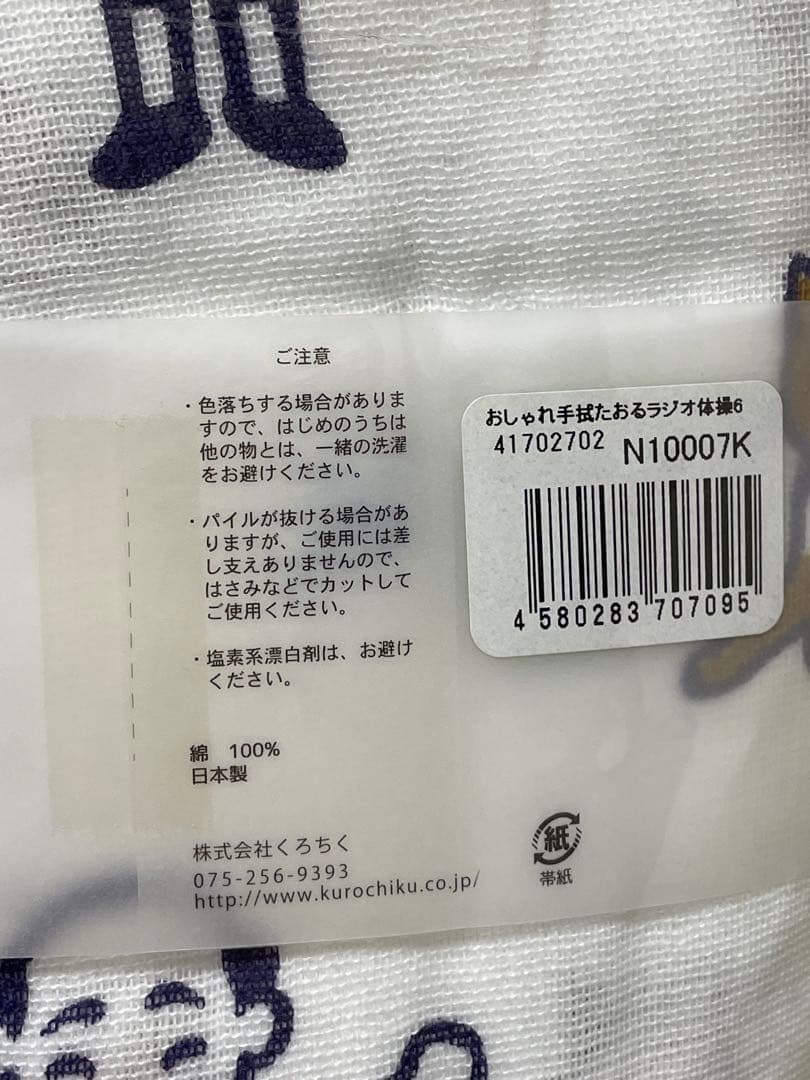 ご注意
・色落ちする場合がありま
すので、はじめのうちは
他の物とは、一緒の洗濯
をお避けください。
・パイルが抜ける場合があ
りますが、ご使用には差
し支えありませんので、
はさみなどでカットして
ご使用ください。
・塩素系漂白剤は、お避け
ください。
綿 100%
日本製
株式会社くろちく
075-256-9393
http://www.kurochiku.co.jp/
おしゃれ手拭たおるラジオ体操6
41702702 N10007K
4 580283 707095
紙
帯紙